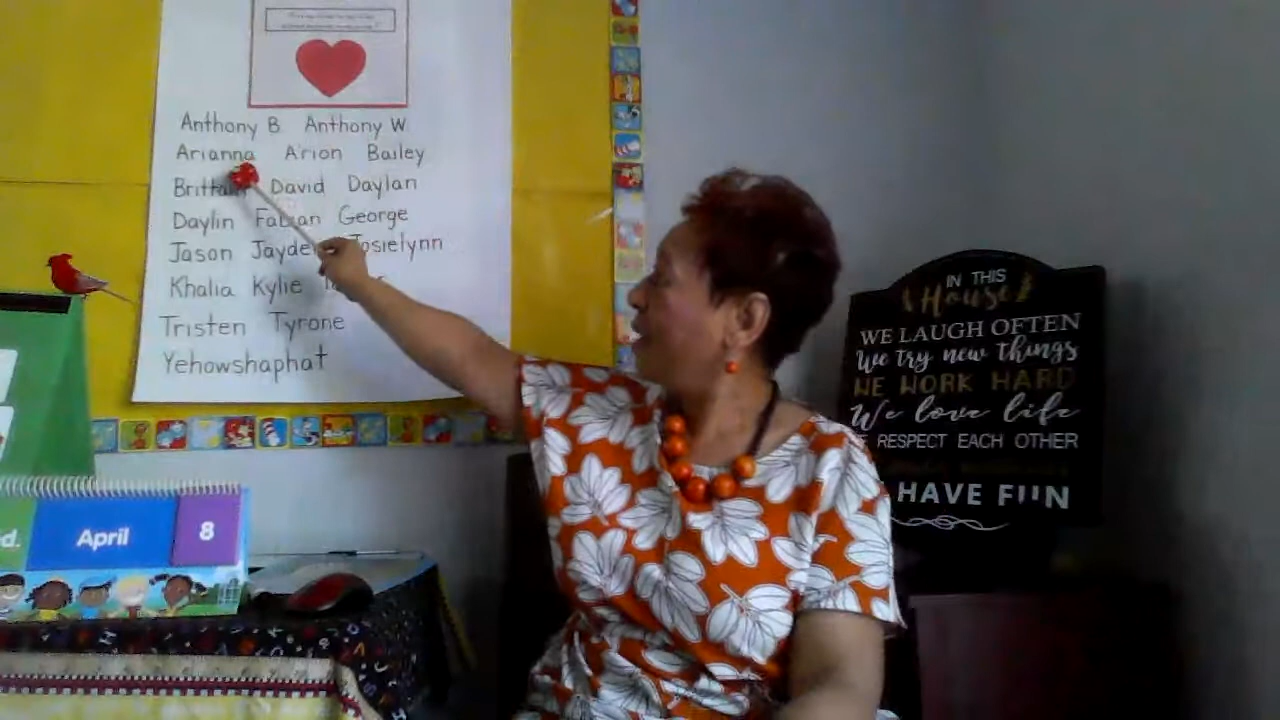 Anthony B. Anthony W.
Arianna A'rion Bailey
David Daylan
Daylin Fabian George
Jason Josielynn
Khalia Kylie
Tristen Tyrone
Yehowshaphat
d. April 8
IN THIS
House
WE LAUGH OFTEN
We try new things
WE WORK HARD
We love life
RESPECT EACH OTHER
HAVE FUN